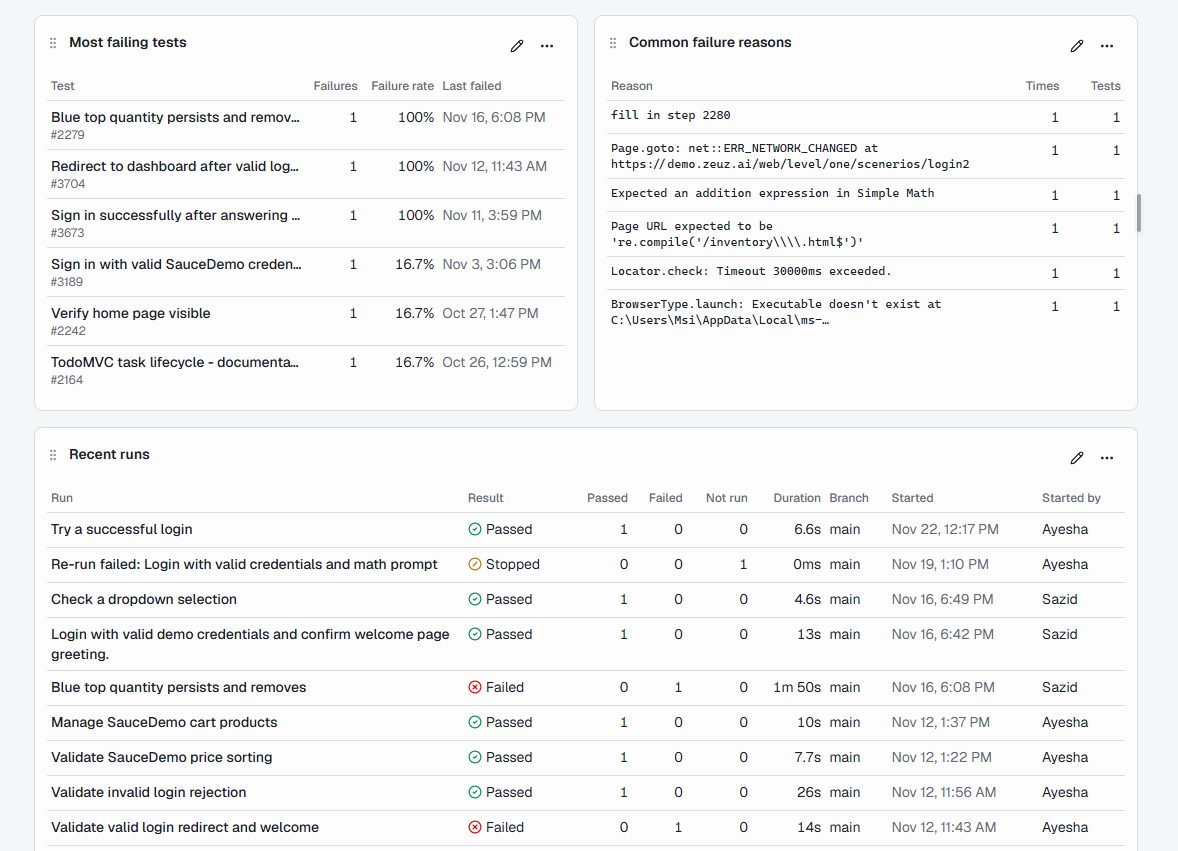 Most failing tests
Test Failures Failure rate Last failed
Blue top quantity persists and remov... 1 100% Nov 16, 6:08 PM
#2279
Redirect to dashboard after valid log... 1 100% Nov 12, 11:43 AM
#3704
Sign in successfully after answering ... 1 100% Nov 11, 3:59 PM
#3673
Sign in with valid SauceDemo creden... 1 16.7% Nov 3, 3:06 PM
#3189
Verify home page visible 1 16.7% Oct 27, 1:47 PM
#2242
TodoMVC task lifecycle - documenta... 1 16.7% Oct 26, 12:59 PM
#2164
Common failure reasons
Reason Times Tests
fill in step 2280 1 1
Page.goto: net::ERR_NETWORK_CHANGED at 1 1
https://demo.zeuz.ai/web/level/one/scenerios/login2
Expected an addition expression in Simple Math 1 1
Page URL expected to be 1 1
're.compile('/inventory\\\\.html$')'
Locator.check: Timeout 30000ms exceeded. 1 1
BrowserType.launch: Executable doesn't exist at 1 1
C:\Users\Msi\AppData\Local\ms-…
Recent runs
Run Result Passed Failed Not run Duration Branch Started Started by
Try a successful login Passed 1 0 0 6.6s main Nov 22, 12:17 PM Ayesha
Re-run failed: Login with valid credentials and math prompt Stopped 0 0 1 0ms main Nov 19, 1:10 PM Ayesha
Check a dropdown selection Passed 1 0 0 4.6s main Nov 16, 6:49 PM Sazid
Login with valid demo credentials and confirm welcome page Passed 1 0 0 13s main Nov 16, 6:42 PM Sazid
greeting.
Blue top quantity persists and removes Failed 0 1 0 1m 50s main Nov 16, 6:08 PM Sazid
Manage SauceDemo cart products Passed 1 0 0 10s main Nov 12, 1:37 PM Ayesha
Validate SauceDemo price sorting Passed 1 0 0 7.7s main Nov 12, 1:22 PM Ayesha
Validate invalid login rejection Passed 1 0 0 26s main Nov 12, 11:56 AM Ayesha
Validate valid login redirect and welcome Failed 0 1 0 14s main Nov 12, 11:43 AM Ayesha